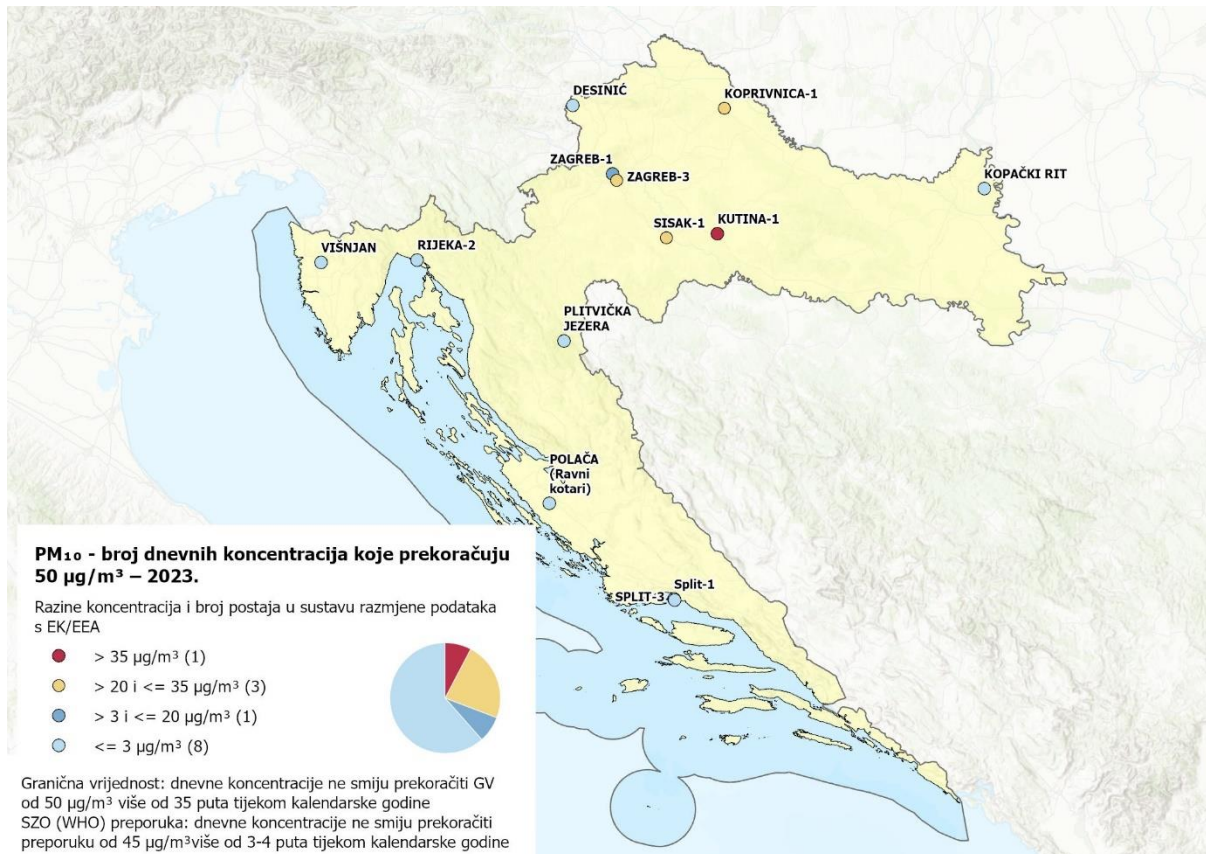 DESINIĆ
KOPRIVNICA-1
ZAGREB-1
ZAGREB-3
KOPAČKI RIT
SISAK-1
KUTINA-1
VIŠNJAN
RIJEKA-2
PLITVIČKA
JEZERA
POLAČA
(Ravni
kotari)
Split-1
SPLIT-3
PM₁₀ - broj dnevnih koncentracija koje prekoračuju
50 µg/m³ – 2023.
Razine koncentracija i broj postaja u sustavu razmjene podataka
s EK/EEA
> 35 µg/m³ (1)
> 20 i <= 35 µg/m³ (3)
> 3 i <= 20 µg/m³ (1)
<= 3 µg/m³ (8)
Granična vrijednost: dnevne koncentracije ne smiju prekoračiti GV
od 50 µg/m³ više od 35 puta tijekom kalendarske godine
SZO (WHO) preporuka: dnevne koncentracije ne smiju prekoračiti
preporuku od 45 µg/m³više od 3-4 puta tijekom kalendarske godine